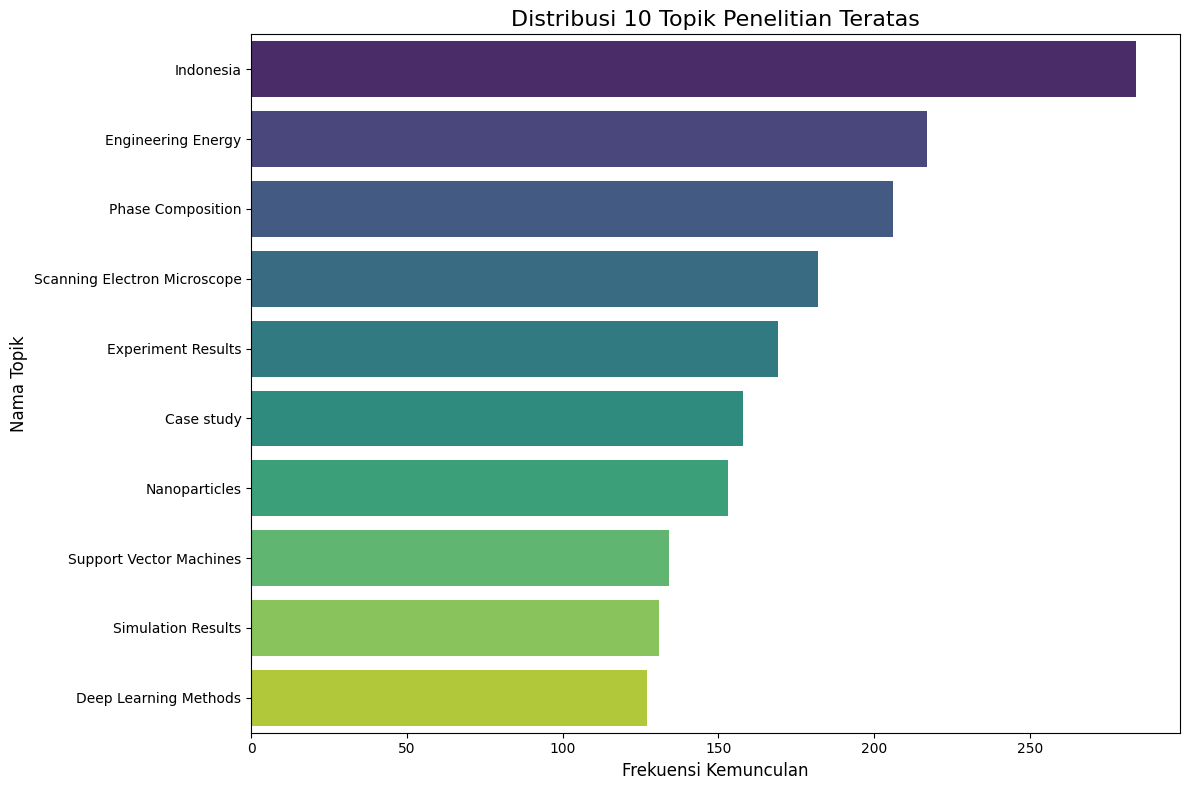 Distribusi 10 Topik Penelitian Teratas
Nama Topik
Indonesia
Engineering Energy
Phase Composition
Scanning Electron Microscope
Experiment Results
Case study
Nanoparticles
Support Vector Machines
Simulation Results
Deep Learning Methods
0 50 100 150 200 250
Frekuensi Kemunculan